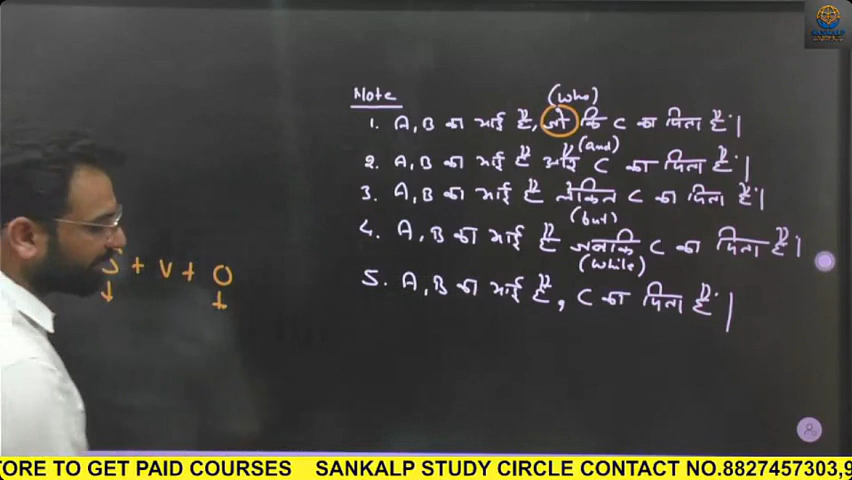 SANKALP
Note
(who)
1. A, B का भाई है, जो कि C का पिता है।
(and)
2. A, B का भाई है और C का पिता है।
3. A, B का भाई है लेकिन C का पिता है।
(but)
4. A, B का भाई है जबकि C का पिता है।
(while)
5. A, B का भाई है, C का पिता है।
S + V + O
TORE TO GET PAID COURSES SANKALP STUDY CIRCLE CONTACT NO.8827457303,9